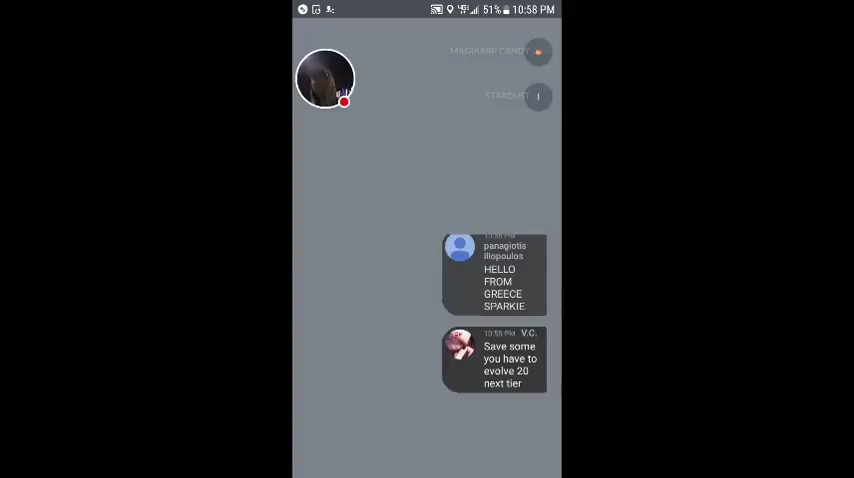 51% 10:58 PM
MAGIKARP CANDY
STARDUST
panagiotis
iliopoulos
HELLO
FROM
GREECE
SPARKIE
10:58 PM V.C.
Save some
you have to
evolve 20
next tier